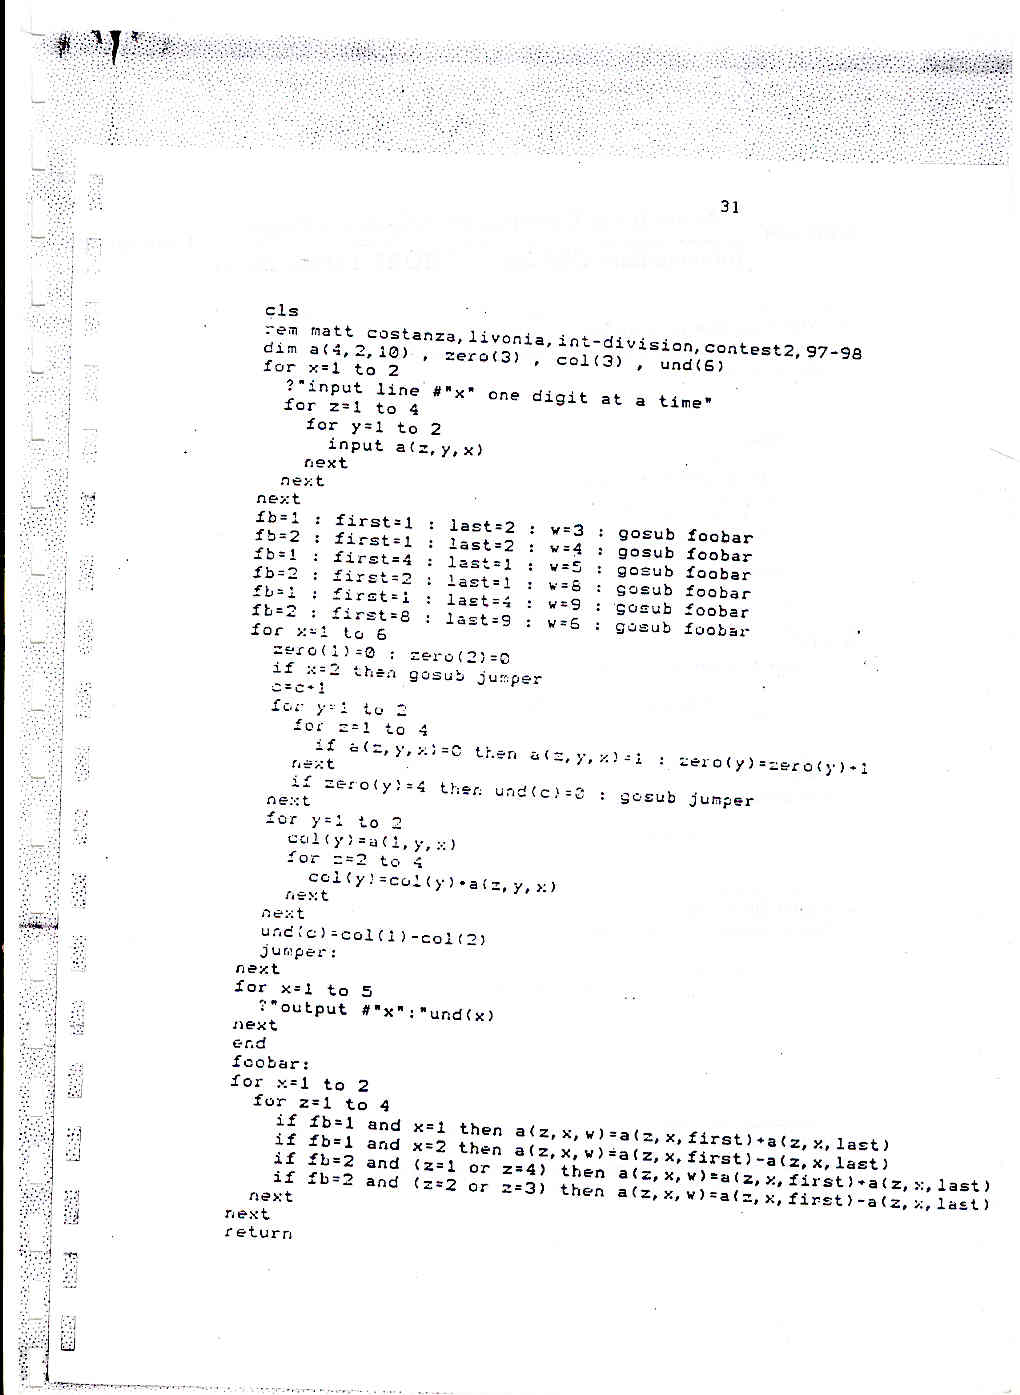 31
cls
rem matt costanza,livonia,int-division,contest2,97-98
dim a(4,2,10) , zero(3) , col(3) , und(6)
for x=1 to 2
?"input line #"x" one digit at a time"
for z=1 to 4
for y=1 to 2
input a(z,y,x)
next
next
next
fb=1 : first=1 : last=2 : w=3 : gosub foobar
fb=2 : first=1 : last=2 : w=4 : gosub foobar
fb=1 : first=4 : last=1 : w=5 : gosub foobar
fb=2 : first=2 : last=1 : w=8 : gosub foobar
fb=1 : first=1 : last=4 : w=9 : gosub foobar
fb=2 : first=8 : last=9 : w=6 : gosub foobar
for x=1 to 6
zero(1)=0 : zero(2)=0
if x=2 then gosub jumper
c=c+1
for y=1 to 2
for z=1 to 4
if a(z,y,x)=0 then a(z,y,x)=1 : zero(y)=zero(y)+1
next
if zero(y)=4 then und(c)=0 : gosub jumper
next
for y=1 to 2
col(y)=a(1,y,x)
for z=2 to 4
col(y)=col(y)*a(z,y,x)
next
next
und(c)=col(1)-col(2)
jumper:
next
for x=1 to 5
?"output #"x":"und(x)
next
end
foobar:
for x=1 to 2
for z=1 to 4
if fb=1 and x=1 then a(z,x,w)=a(z,x,first)+a(z,x,last)
if fb=1 and x=2 then a(z,x,w)=a(z,x,first)-a(z,x,last)
if fb=2 and (z=1 or z=4) then a(z,x,w)=a(z,x,first)+a(z,x,last)
if fb=2 and (z=2 or z=3) then a(z,x,w)=a(z,x,first)-a(z,x,last)
next
next
return